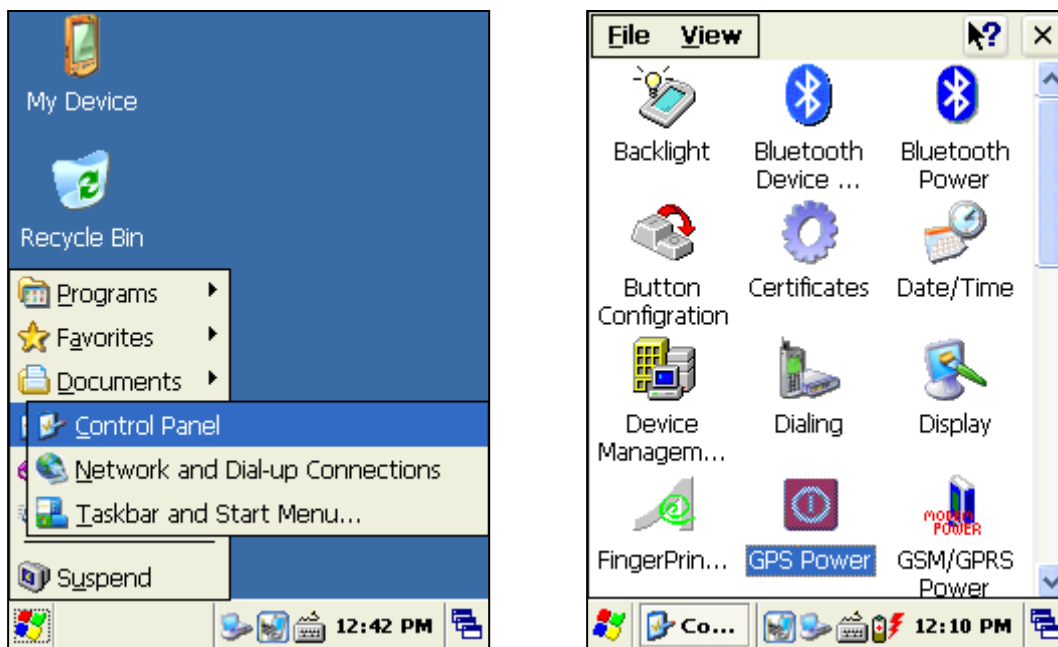 My Device
Recycle Bin
Programs
Favorites
Documents
Control Panel
Network and Dial-up Connections
Taskbar and Start Menu...
Suspend
12:42 PM
File View
?
Backlight
Bluetooth
Device ...
Bluetooth
Power
Button
Configration
Certificates
Date/Time
Device
Managem...
Dialing
Display
MODEM
POWER
FingerPrin...
GPS Power
GSM/GPRS
Power
Co...
12:10 PM